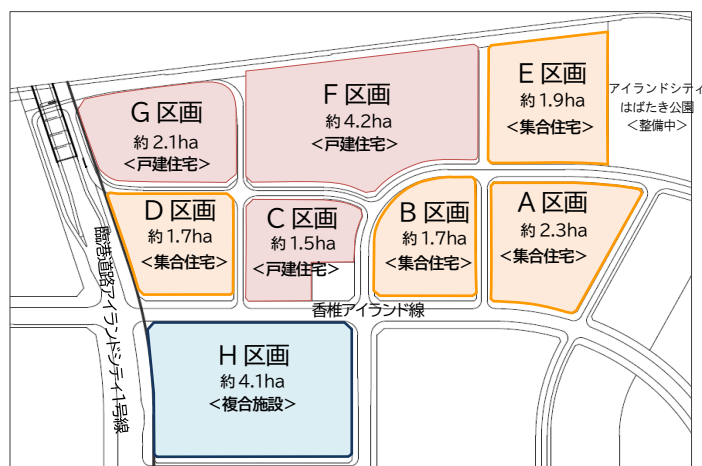 G 区画
約 2.1ha
<戸建住宅>
F 区画
約 4.2ha
<戸建住宅>
E 区画
約 1.9ha
<集合住宅>
アイランドシティ
はばたき公園
<整備中>
D 区画
約 1.7ha
<集合住宅>
C 区画
約 1.5ha
<戸建住宅>
B 区画
約 1.7ha
<集合住宅>
A 区画
約 2.3ha
<集合住宅>
香椎アイランド線
臨港道路アイランドシティ1号線
H 区画
約 4.1ha
<複合施設>